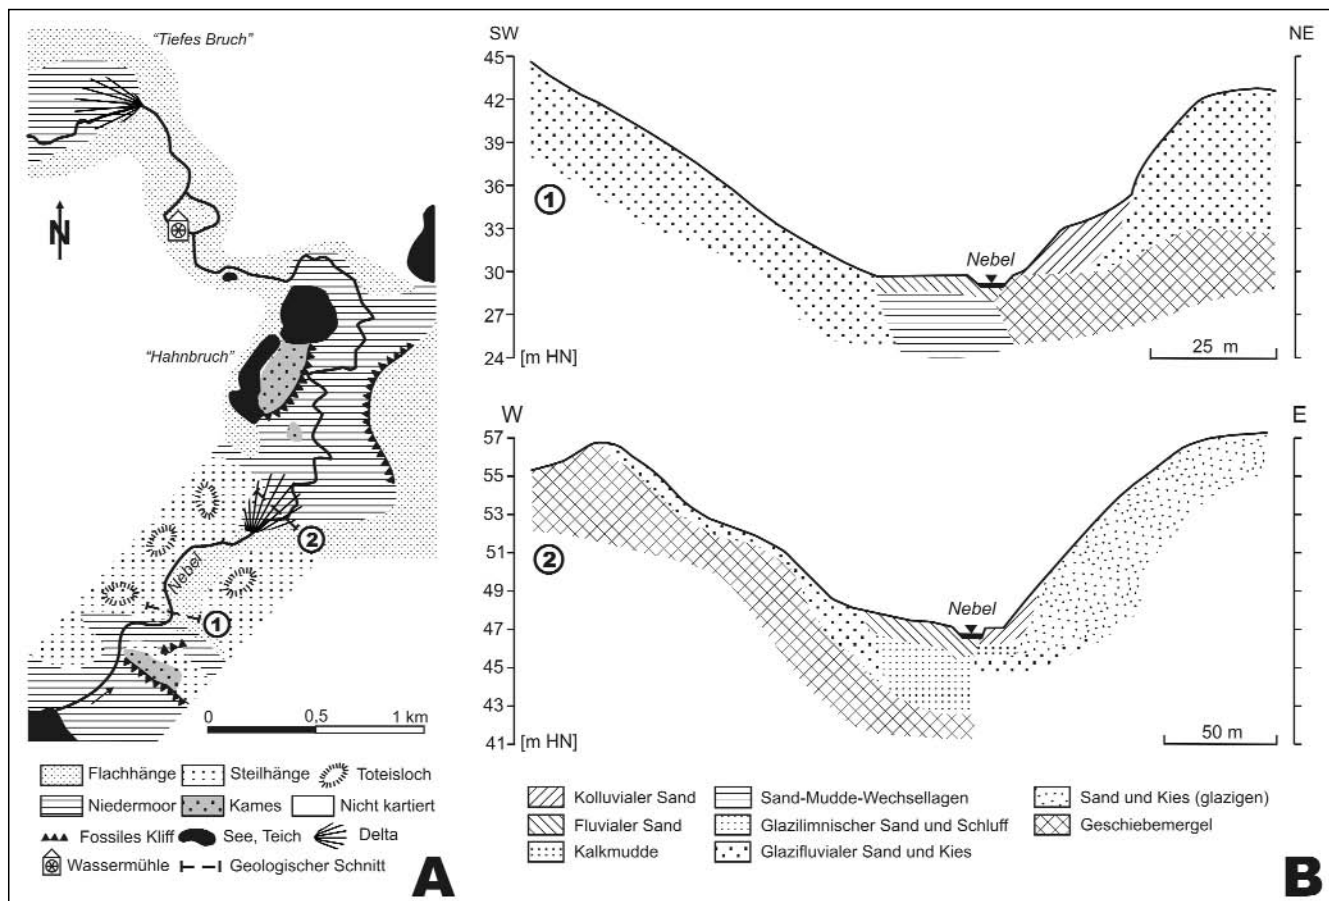 "Tiefes Bruch"
N
"Hahnbruch"
Nebel
2
1
0 0,5 1 km
Flachhänge Steilhänge Toteisloch
Niedermoor Kames Nicht kartiert
Fossiles Kliff See, Teich Delta
Wassermühle Geologischer Schnitt
A
SW NE
45
42
39
36
1
33
Nebel
30
27
24 [m HN]
25 m
W E
57
55
53
51
2
49
Nebel
47
45
43
41 [m HN]
50 m
Kolluvialer Sand Sand-Mudde-Wechsellagen Sand und Kies (glazigen)
Fluvialer Sand Glazilimnischer Sand und Schluff Geschiebemergel
Kalkmudde Glazifluvialer Sand und Kies
B